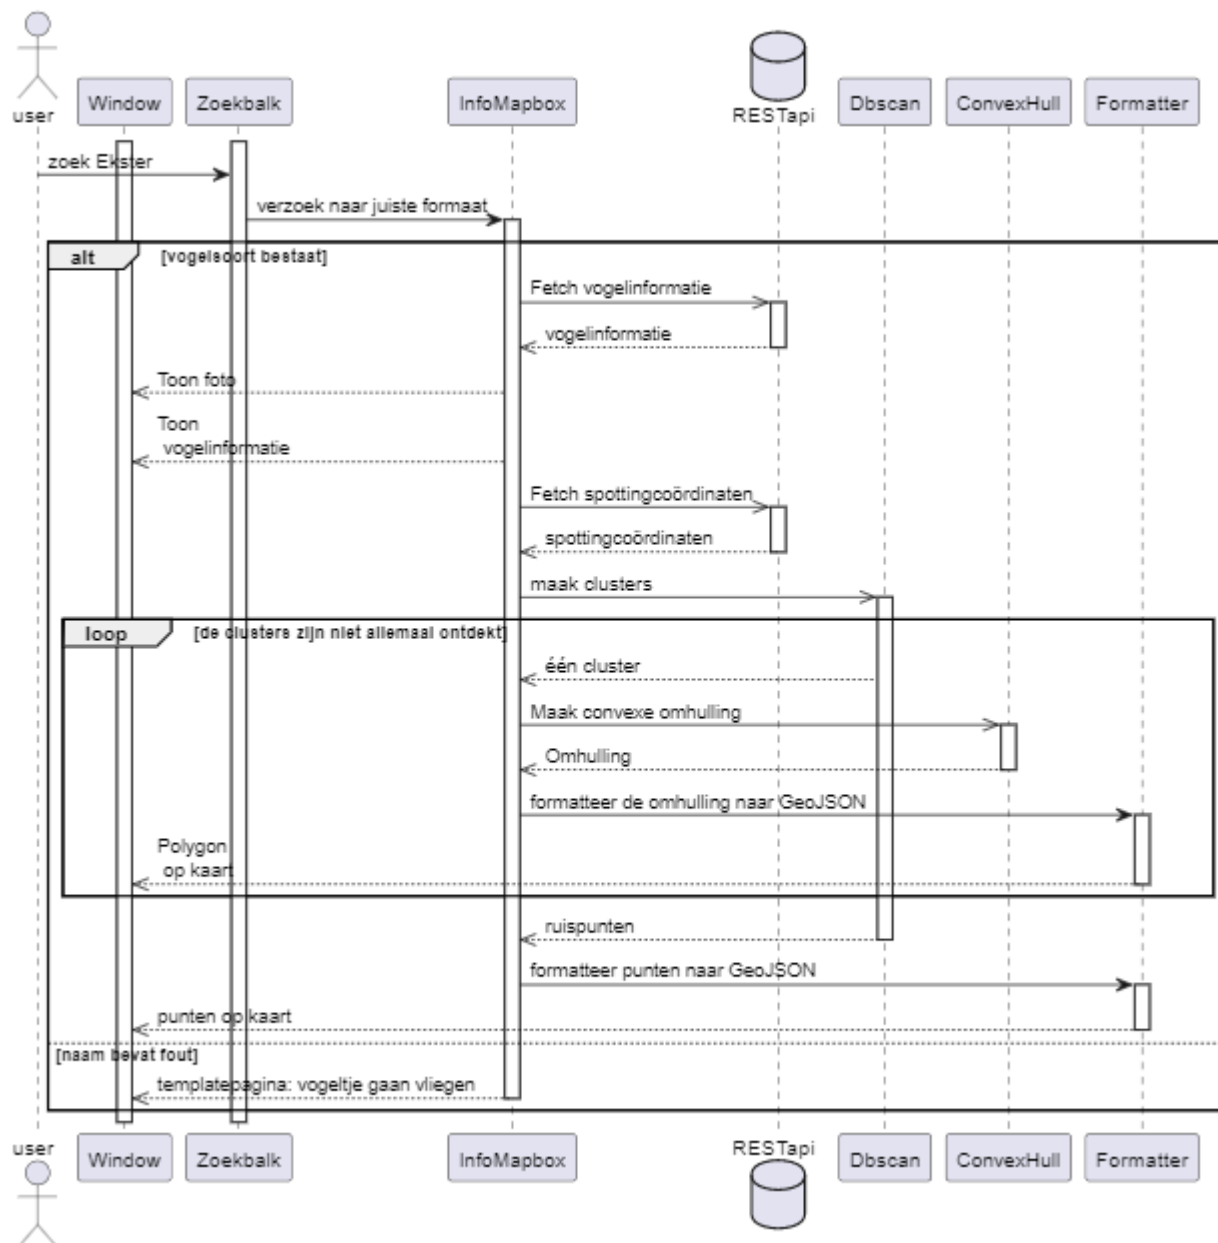 user
Window
Zoekbalk
InfoMapbox
RESTapi
Dbscan
ConvexHull
Formatter
zoek Ekster
verzoek naar juiste formaat
alt
[vogelsoort bestaat]
Fetch vogelinformatie
vogelinformatie
Toon foto
Toon
vogelinformatie
Fetch spottingcoördinaten
spottingcoördinaten
maak clusters
loop
[de clusters zijn niet allemaal ontdekt]
één cluster
Maak convexe omhulling
Omhulling
formatteer de omhulling naar GeoJSON
Polygon
op kaart
ruispunten
formatteer punten naar GeoJSON
punten op kaart
[naam bevat fout]
templatepagina: vogeltje gaan vliegen
user
Window
Zoekbalk
InfoMapbox
RESTapi
Dbscan
ConvexHull
Formatter